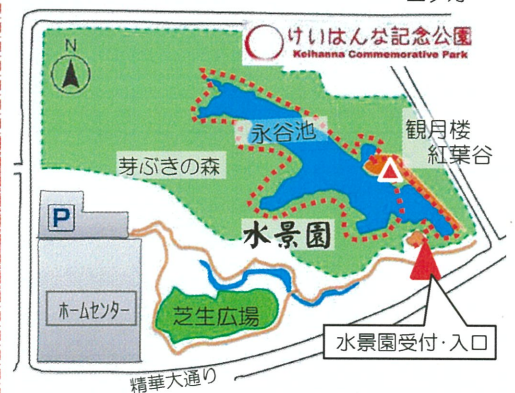 けいはんな記念公園
Keihanna Commemorative Park
N
永谷池
観月楼
紅葉谷
芽ぶきの森
P
水景園
ホームセンター
芝生広場
水景園受付・入口
精華大通り